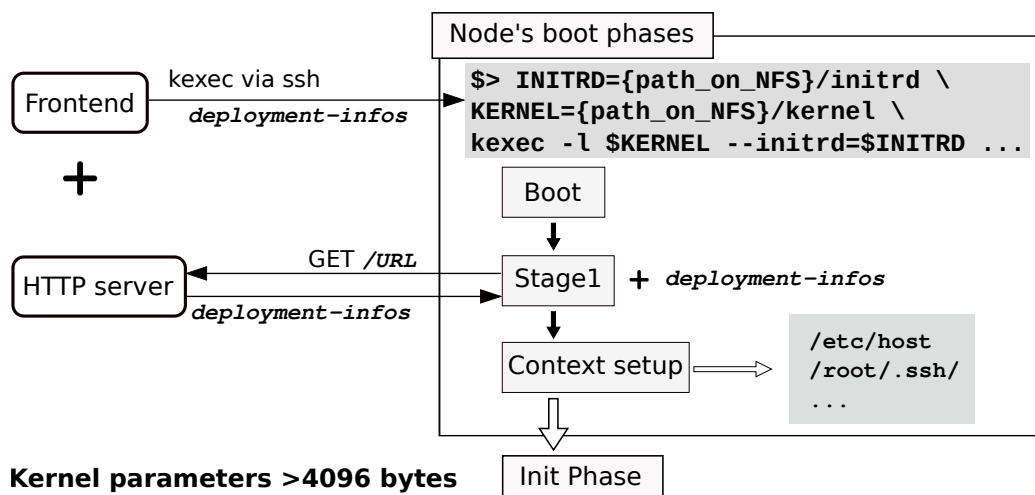 Node's boot phases
Frontend
kexec via ssh
deployment-infos
$> INITRD={path_on_NFS}/initrd \
KERNEL={path_on_NFS}/kernel \
kexec -l $KERNEL --initrd=$INITRD ...
+
Boot
HTTP server
GET /URL
deployment-infos
Stage1
+ deployment-infos
Context setup
/etc/host
/root/.ssh/
...
Kernel parameters >4096 bytes
Init Phase